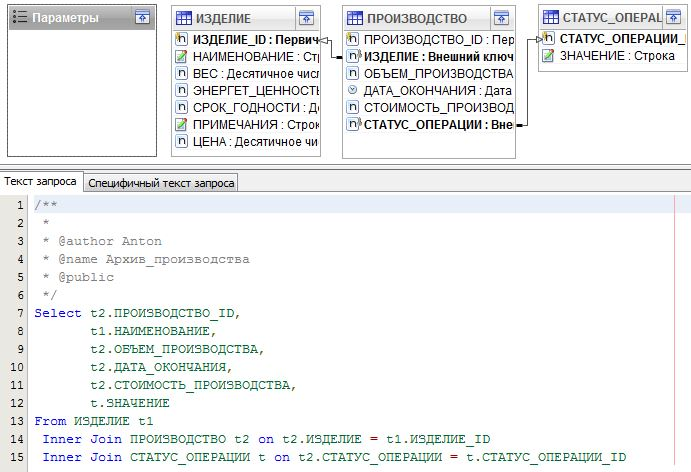 Параметры
ИЗДЕЛИЕ
ИЗДЕЛИЕ_ID : Первич
НАИМЕНОВАНИЕ : Стр
ВЕС : Десятичное числ
ЭНЕРГЕТ_ЦЕННОСТЬ
СРОК_ГОДНОСТИ : Де
ПРИМЕЧАНИЯ : Строк
ЦЕНА : Десятичное чи
ПРОИЗВОДСТВО
ПРОИЗВОДСТВО_ID : Пер
ИЗДЕЛИЕ : Внешний ключ
ОБЪЕМ_ПРОИЗВОДСТВА
ДАТА_ОКОНЧАНИЯ : Дата
СТОИМОСТЬ_ПРОИЗВОД
СТАТУС_ОПЕРАЦИИ : Вне
СТАТУС_ОПЕРАЦ
СТАТУС_ОПЕРАЦИИ_
ЗНАЧЕНИЕ : Строка
Текст запроса Специфичный текст запроса
1 /**
2 *
3 * @author Anton
4 * @name Архив_производства
5 * @public
6 */
7 Select t2.ПРОИЗВОДСТВО_ID,
8 t1.НАИМЕНОВАНИЕ,
9 t2.ОБЪЕМ_ПРОИЗВОДСТВА,
10 t2.ДАТА_ОКОНЧАНИЯ,
11 t2.СТОИМОСТЬ_ПРОИЗВОДСТВА,
12 t.ЗНАЧЕНИЕ
13 From ИЗДЕЛИЕ t1
14 Inner Join ПРОИЗВОДСТВО t2 on t2.ИЗДЕЛИЕ = t1.ИЗДЕЛИЕ_ID
15 Inner Join СТАТУС_ОПЕРАЦИИ t on t2.СТАТУС_ОПЕРАЦИИ = t.СТАТУС_ОПЕРАЦИИ_ID